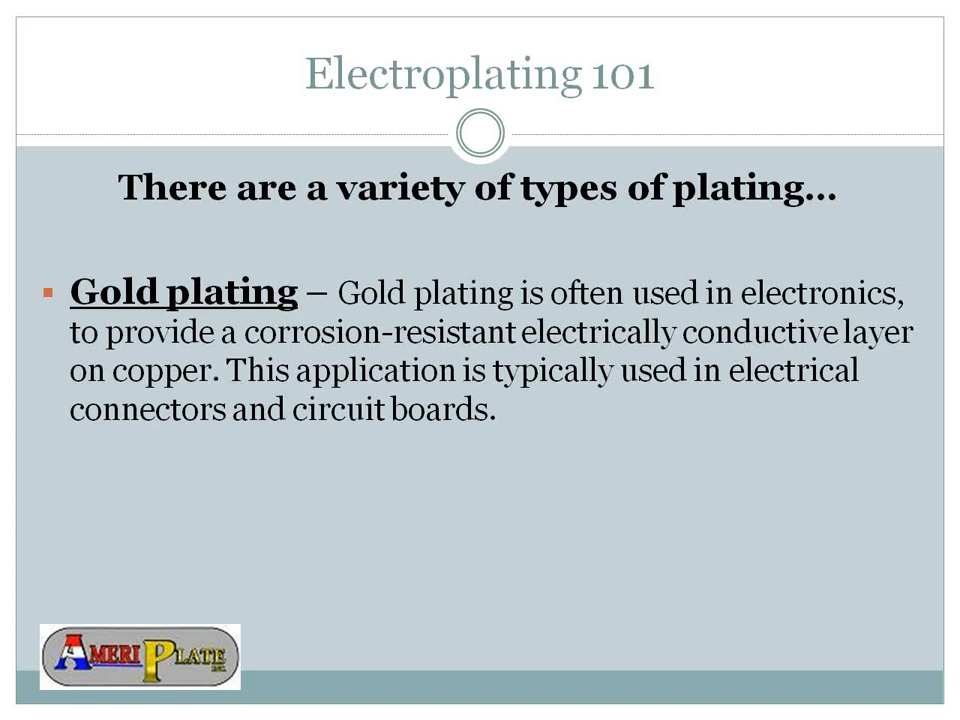 Electroplating 101
There are a variety of types of plating…
▪ Gold plating – Gold plating is often used in electronics,
to provide a corrosion-resistant electrically conductive layer
on copper. This application is typically used in electrical
connectors and circuit boards.
AMERI PLATE INC.